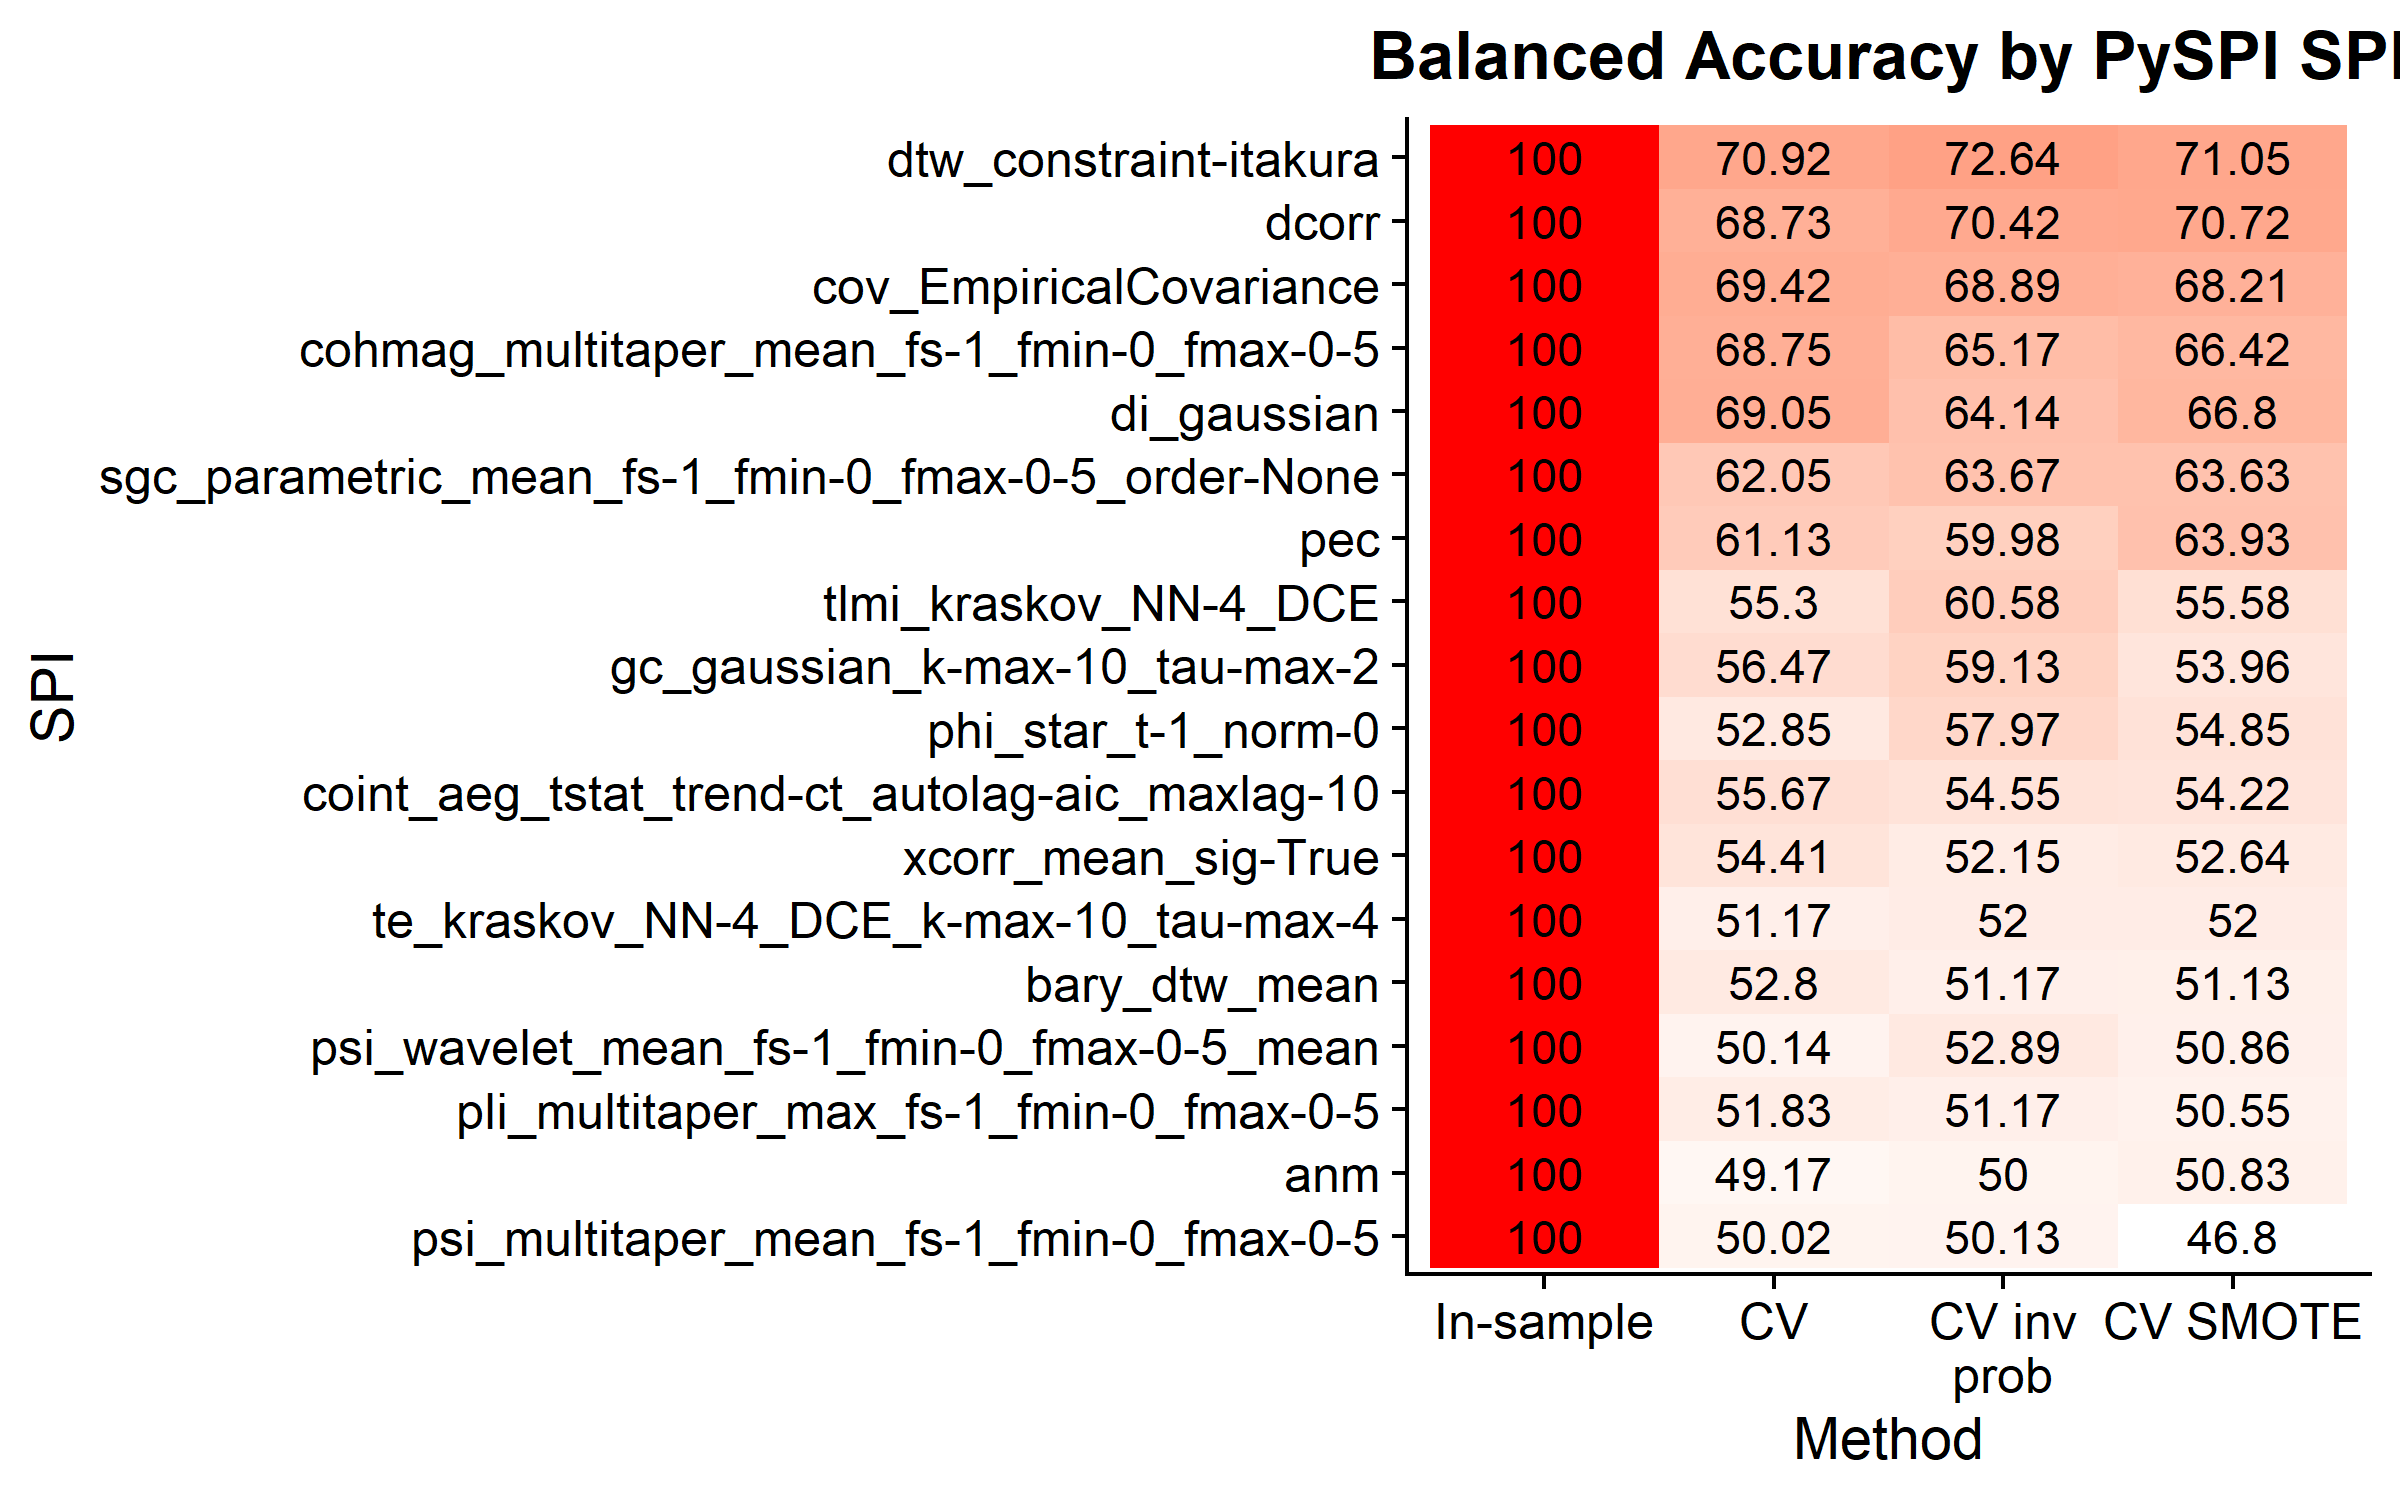 Balanced Accuracy by PySPI SPI
dtw_constraint-itakura 100 70.92 72.64 71.05
dcorr 100 68.73 70.42 70.72
cov_EmpiricalCovariance 100 69.42 68.89 68.21
cohmag_multitaper_mean_fs-1_fmin-0_fmax-0-5 100 68.75 65.17 66.42
di_gaussian 100 69.05 64.14 66.8
sgc_parametric_mean_fs-1_fmin-0_fmax-0-5_order-None 100 62.05 63.67 63.63
pec 100 61.13 59.98 63.93
tlmi_kraskov_NN-4_DCE 100 55.3 60.58 55.58
gc_gaussian_k-max-10_tau-max-2 100 56.47 59.13 53.96
phi_star_t-1_norm-0 100 52.85 57.97 54.85
coint_aeg_tstat_trend-ct_autolag-aic_maxlag-10 100 55.67 54.55 54.22
xcorr_mean_sig-True 100 54.41 52.15 52.64
te_kraskov_NN-4_DCE_k-max-10_tau-max-4 100 51.17 52 52
bary_dtw_mean 100 52.8 51.17 51.13
psi_wavelet_mean_fs-1_fmin-0_fmax-0-5_mean 100 50.14 52.89 50.86
pli_multitaper_max_fs-1_fmin-0_fmax-0-5 100 51.83 51.17 50.55
anm 100 49.17 50 50.83
psi_multitaper_mean_fs-1_fmin-0_fmax-0-5 100 50.02 50.13 46.8
SPI
In-sample CV CV inv CV SMOTE
prob
Method